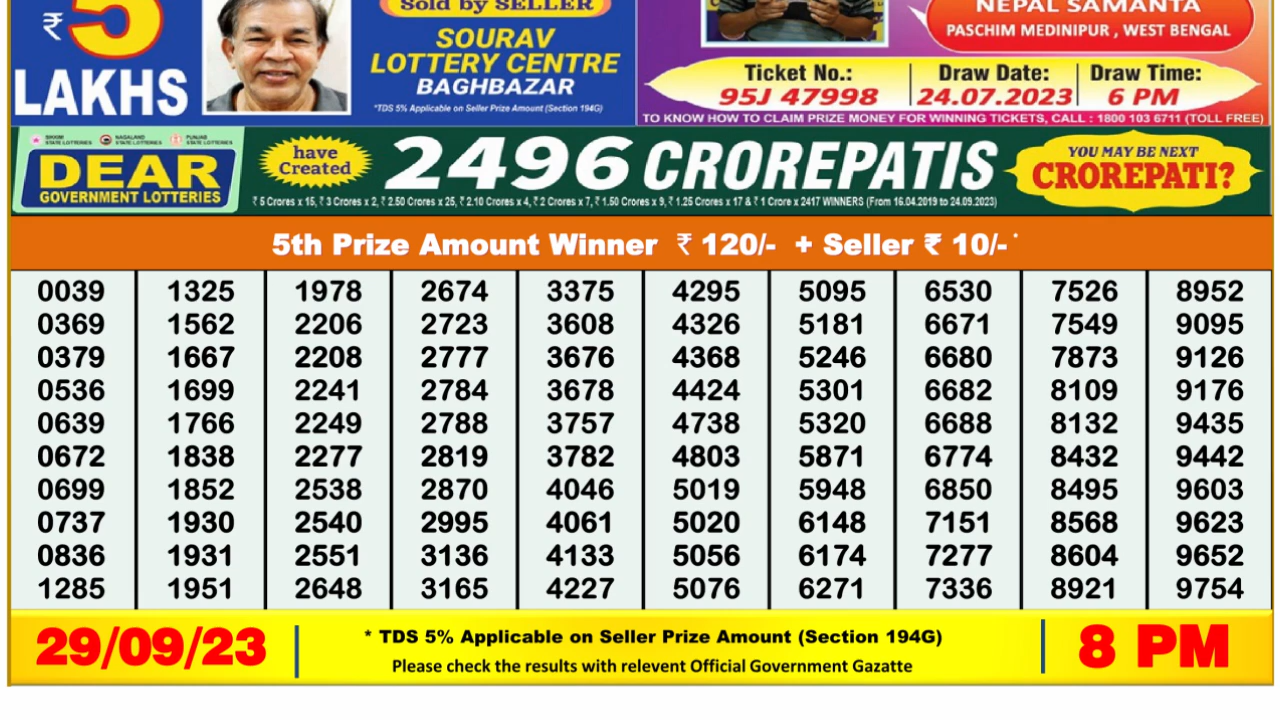 ₹ 5
LAKHS
Sold by SELLER
SOURAV
LOTTERY CENTRE
BAGHBAZAR
*TDS 5% Applicable on Seller Prize Amount (Section 194G)
NEPAL SAMANTA
PASCHIM MEDINIPUR , WEST BENGAL
Ticket No.: Draw Date: Draw Time:
95J 47998 24.07.2023 6 PM
TO KNOW HOW TO CLAIM PRIZE MONEY FOR WINNING TICKETS, CALL : 1800 103 6711 (TOLL FREE)
SIKKIM STATE LOTTERIES NAGALAND STATE LOTTERIES PUNJAB STATE LOTTERIES
DEAR
GOVERNMENT LOTTERIES
have
Created
2496 CROREPATIS
₹ 5 Crores x 15, ₹ 3 Crores x 2, ₹ 2.50 Crores x 25, ₹ 2.10 Crores x 4, ₹ 2 Crores x 7, ₹ 1.50 Crores x 9, ₹ 1.25 Crores x 17 & ₹ 1 Crore x 2417 WINNERS (From 16.04.2019 to 24.09.2023)
YOU MAY BE NEXT
CROREPATI?
5th Prize Amount Winner ₹ 120/- + Seller ₹ 10/- *
0039 1325 1978 2674 3375 4295 5095 6530 7526 8952
0369 1562 2206 2723 3608 4326 5181 6671 7549 9095
0379 1667 2208 2777 3676 4368 5246 6680 7873 9126
0536 1699 2241 2784 3678 4424 5301 6682 8109 9176
0639 1766 2249 2788 3757 4738 5320 6688 8132 9435
0672 1838 2277 2819 3782 4803 5871 6774 8432 9442
0699 1852 2538 2870 4046 5019 5948 6850 8495 9603
0737 1930 2540 2995 4061 5020 6148 7151 8568 9623
0836 1931 2551 3136 4133 5056 6174 7277 8604 9652
1285 1951 2648 3165 4227 5076 6271 7336 8921 9754
29/09/23
* TDS 5% Applicable on Seller Prize Amount (Section 194G)
Please check the results with relevent Official Government Gazatte
8 PM